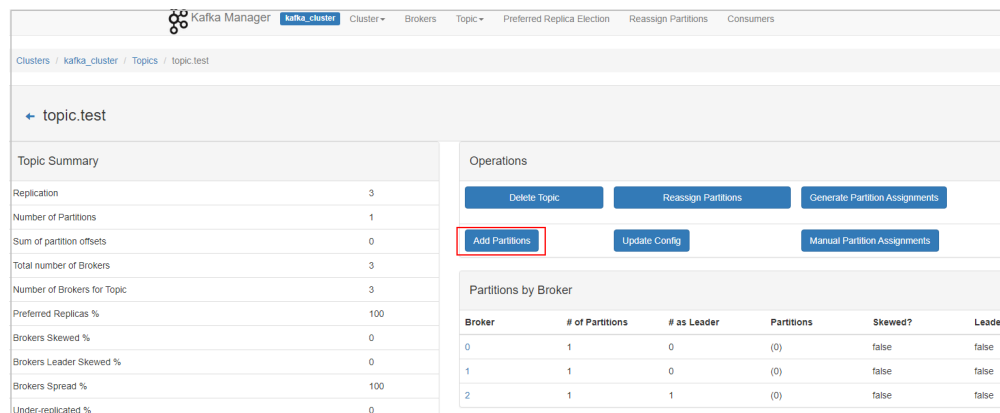 Kafka Manager kafka_cluster Cluster Brokers Topic Preferred Replica Election Reassign Partitions Consumers
Clusters / kafka_cluster / Topics / topic.test
topic.test
Topic Summary
Replication 3
Number of Partitions 1
Sum of partition offsets 0
Total number of Brokers 3
Number of Brokers for Topic 3
Preferred Replicas % 100
Brokers Skewed % 0
Brokers Leader Skewed % 0
Brokers Spread % 100
Under-replicated % 0
Operations
Delete Topic Reassign Partitions Generate Partition Assignments
Add Partitions Update Config Manual Partition Assignments
Partitions by Broker
Broker # of Partitions # as Leader Partitions Skewed? Leade
0 1 0 (0) false false
1 1 0 (0) false false
2 1 1 (0) false false